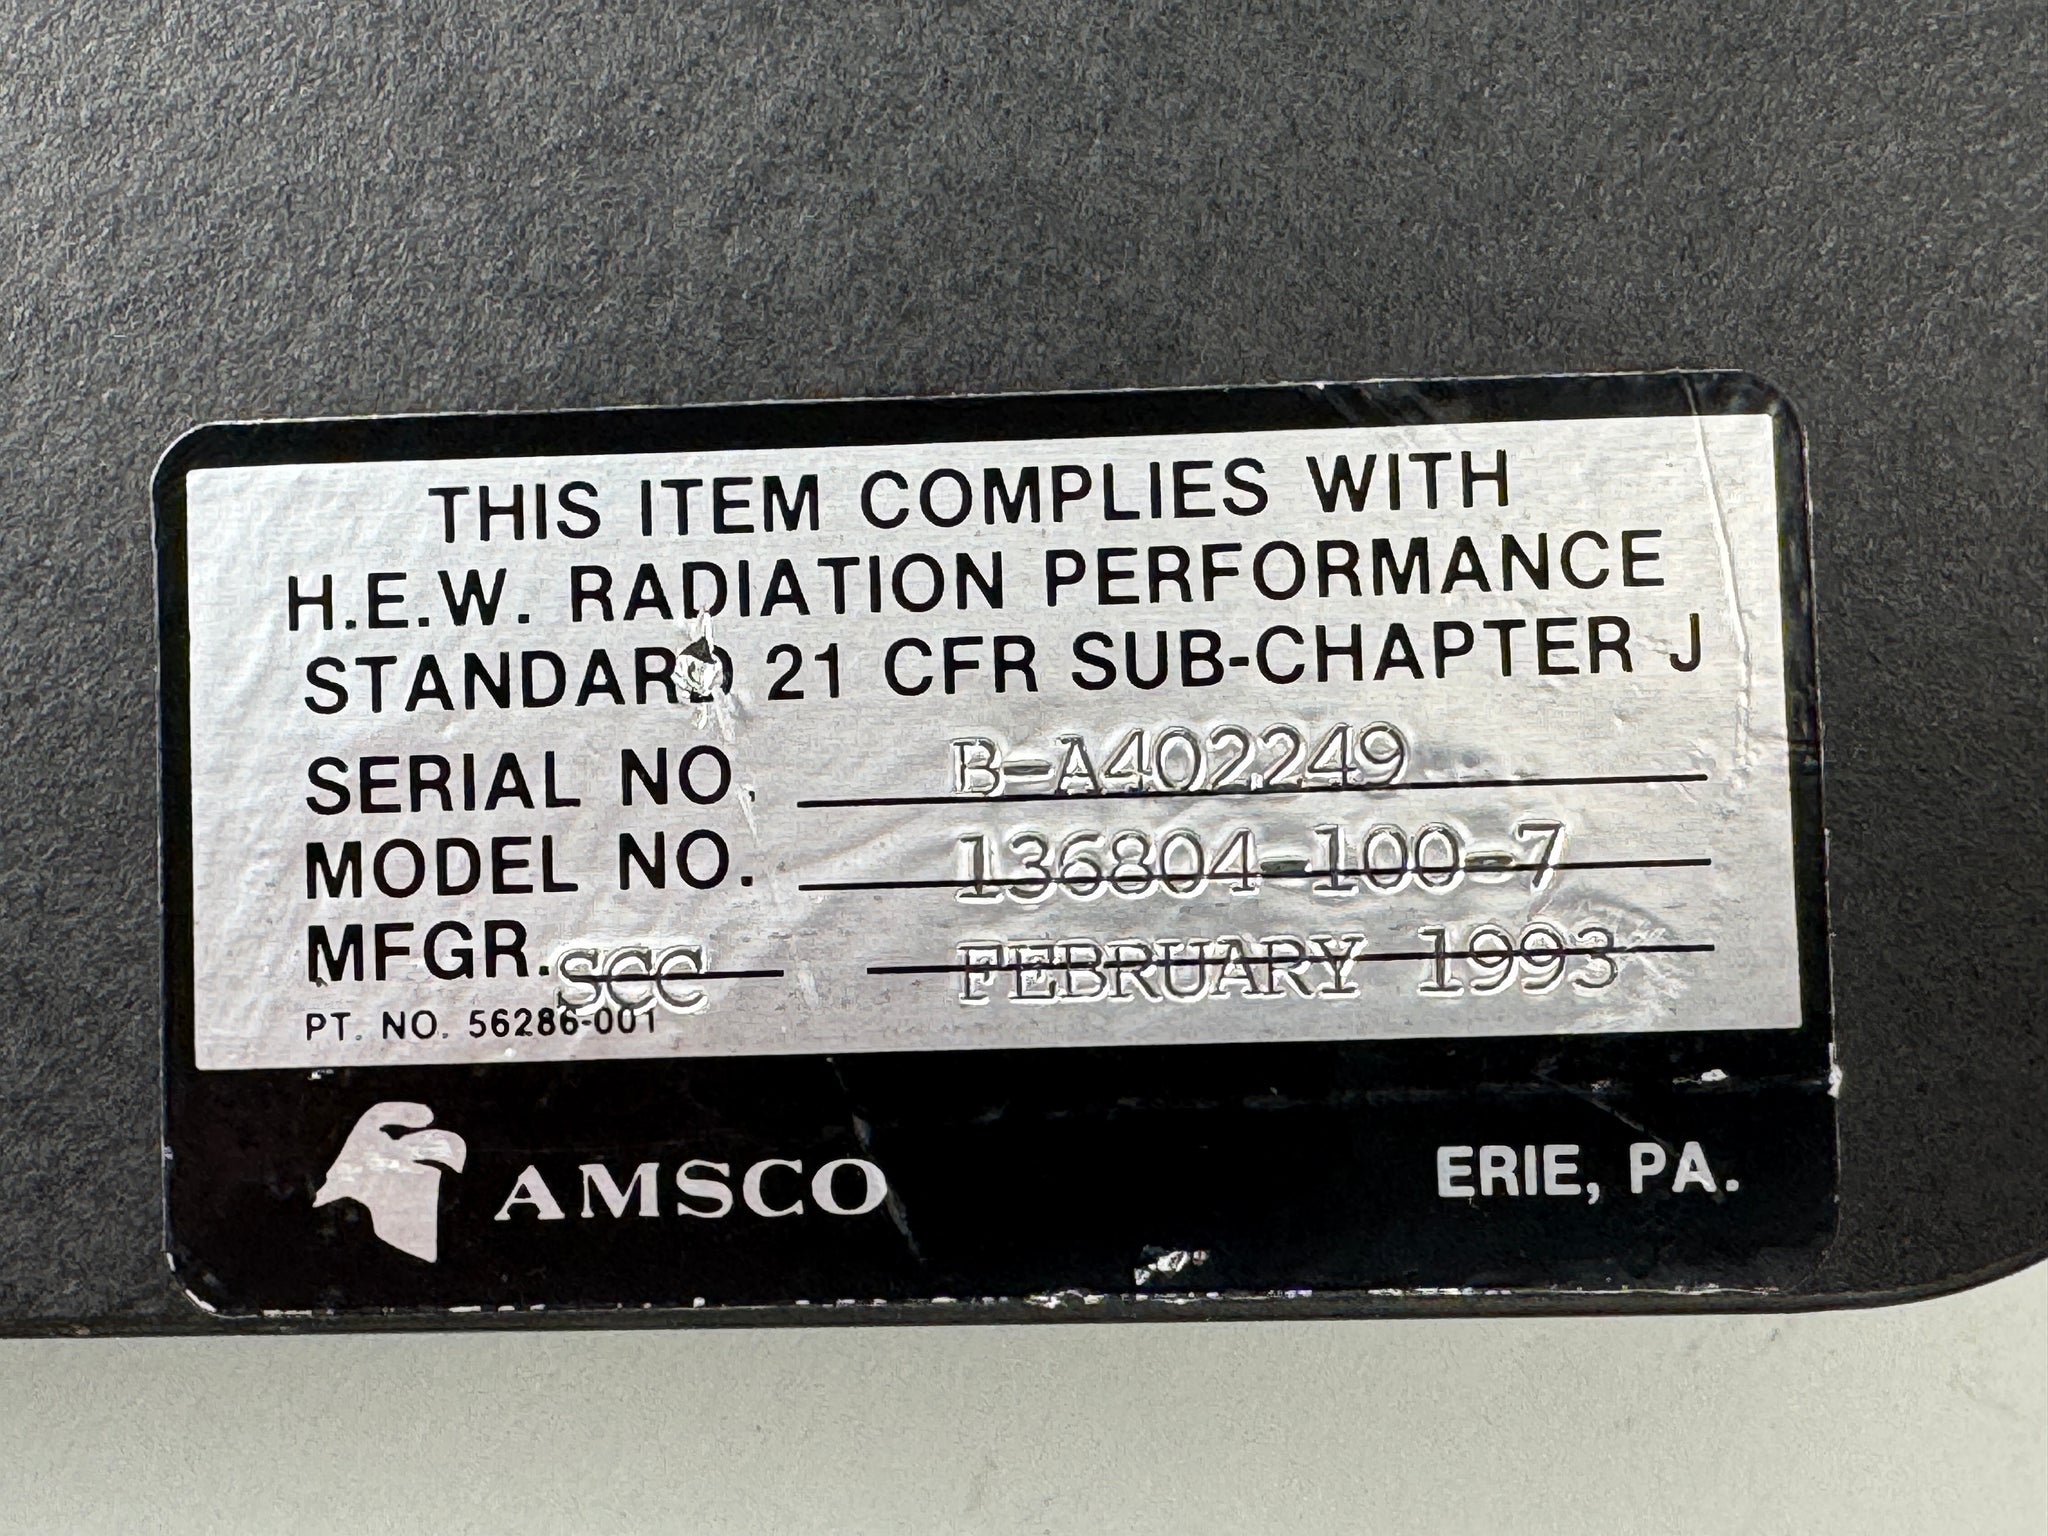 THIS ITEM COMPLIES WITH
H.E.W. RADIATION PERFORMANCE
STANDARD 21 CFR SUB-CHAPTER J
SERIAL NO. B-A402249
MODEL NO. 136804-100-7
MFGR. SCC FEBRUARY 1993
PT. NO. 56286-001
AMSCO ERIE, PA.